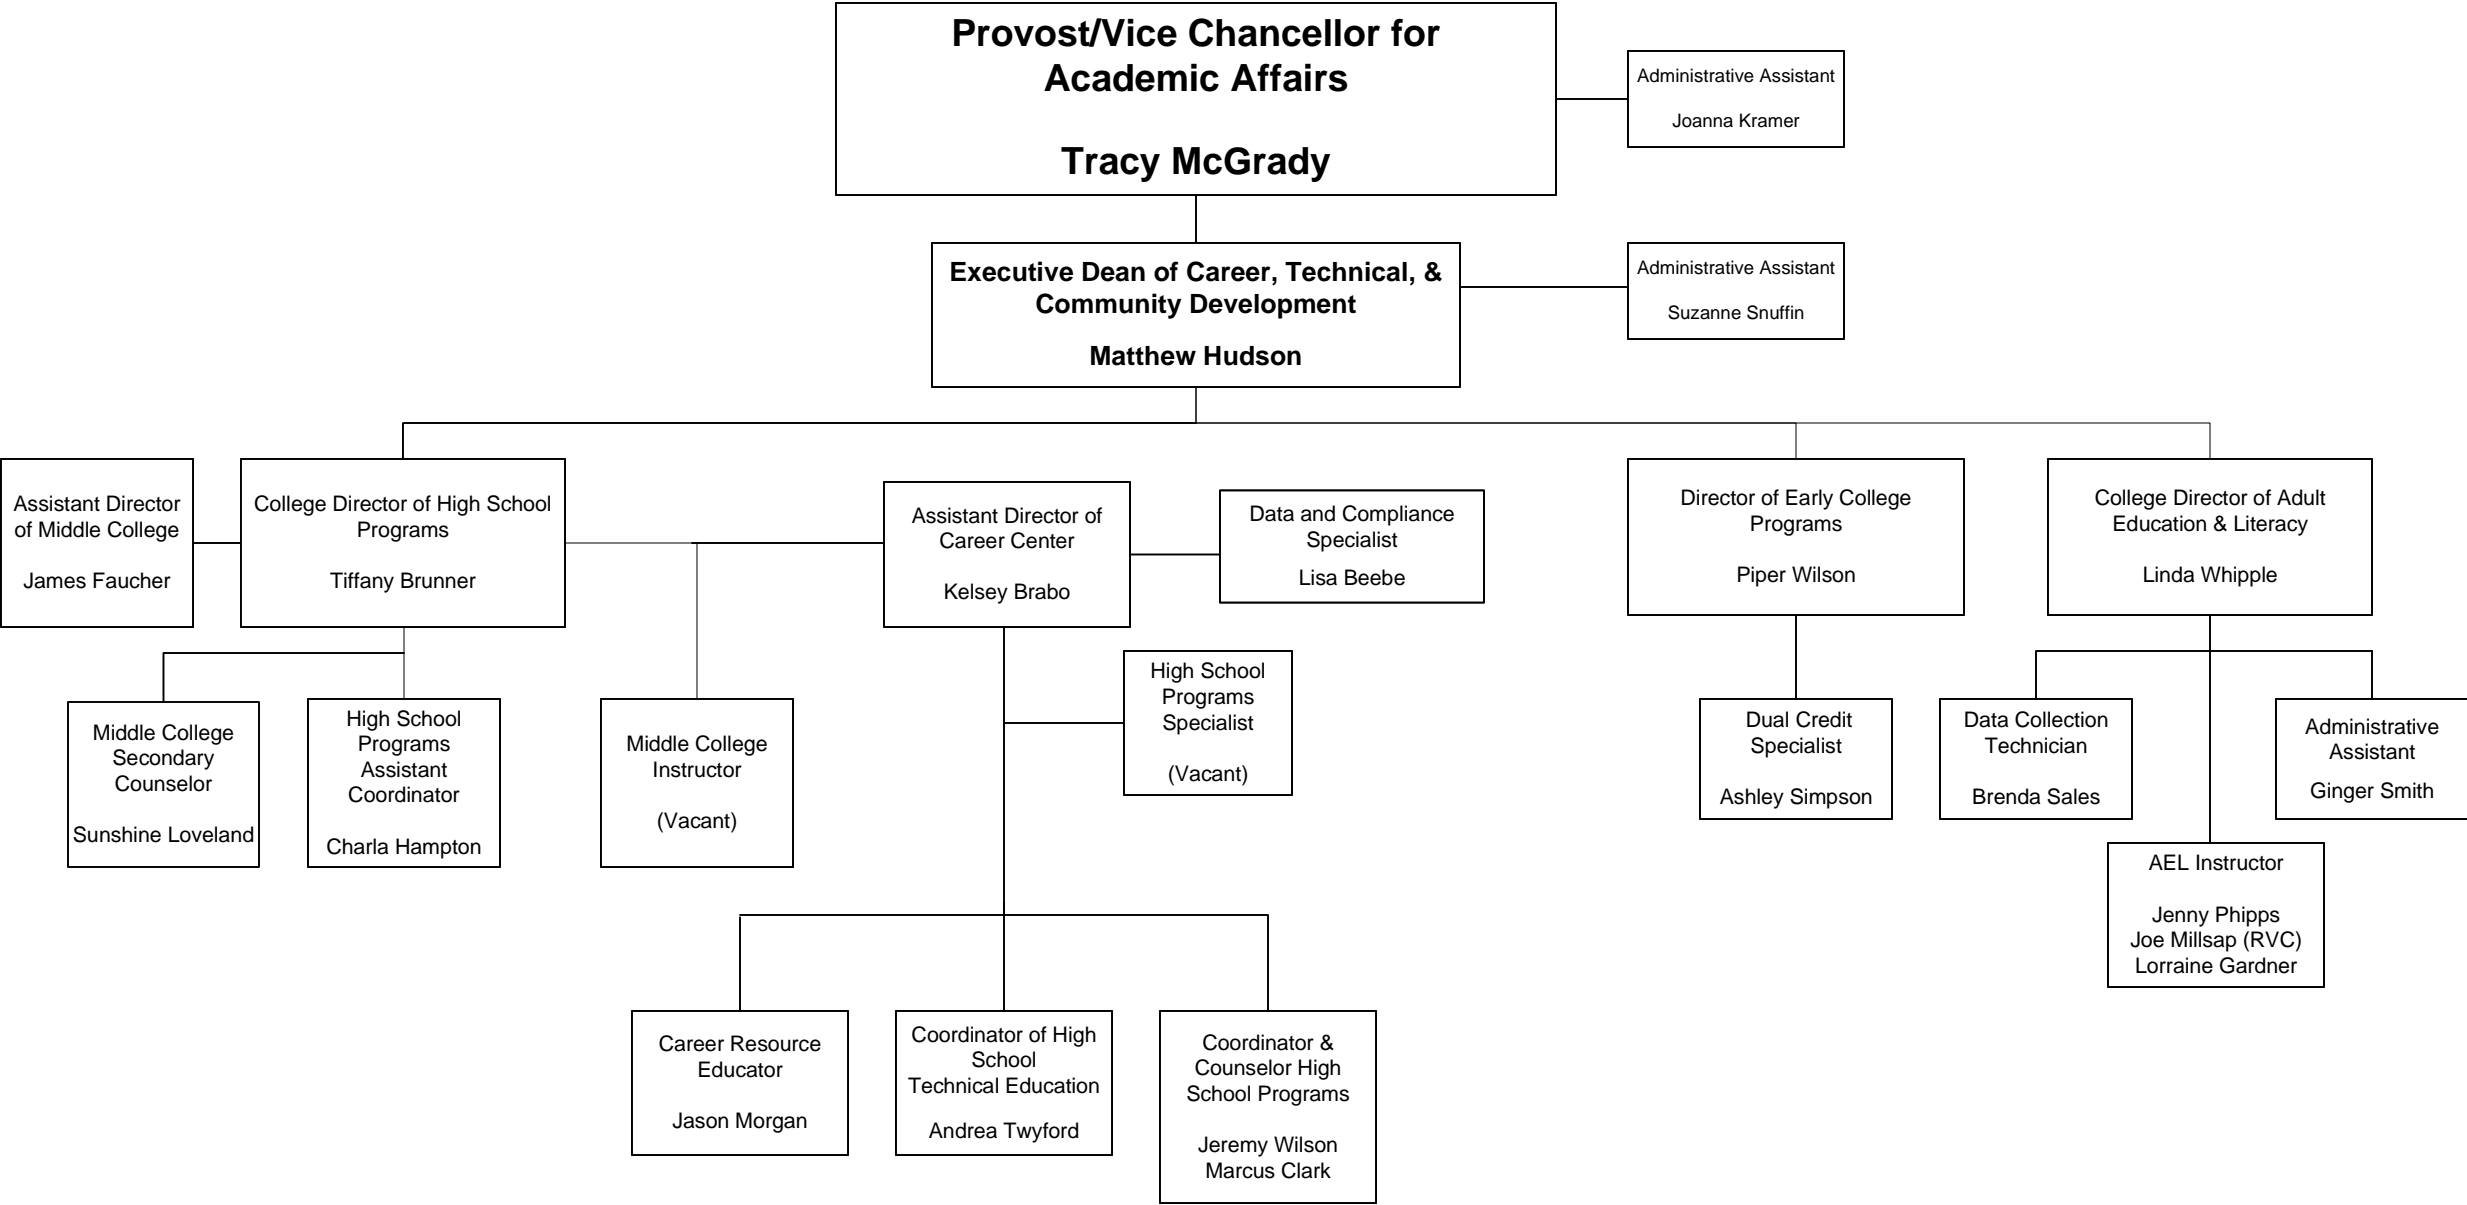 Provost/Vice Chancellor for
Academic Affairs
Tracy McGrady
Administrative Assistant
Joanna Kramer
Executive Dean of Career, Technical, &
Community Development
Matthew Hudson
Administrative Assistant
Suzanne Snuffin
Assistant Director
of Middle College
James Faucher
College Director of High School
Programs
Tiffany Brunner
Assistant Director of
Career Center
Kelsey Brabo
Data and Compliance
Specialist
Lisa Beebe
Director of Early College
Programs
Piper Wilson
College Director of Adult
Education & Literacy
Linda Whipple
Middle College
Secondary
Counselor
Sunshine Loveland
High School
Programs
Assistant
Coordinator
Charla Hampton
Middle College
Instructor
(Vacant)
High School
Programs
Specialist
(Vacant)
Dual Credit
Specialist
Ashley Simpson
Data Collection
Technician
Brenda Sales
Administrative
Assistant
Ginger Smith
AEL Instructor
Jenny Phipps
Joe Millsap (RVC)
Lorraine Gardner
Career Resource
Educator
Jason Morgan
Coordinator of High
School
Technical Education
Andrea Twyford
Coordinator &
Counselor High
School Programs
Jeremy Wilson
Marcus Clark